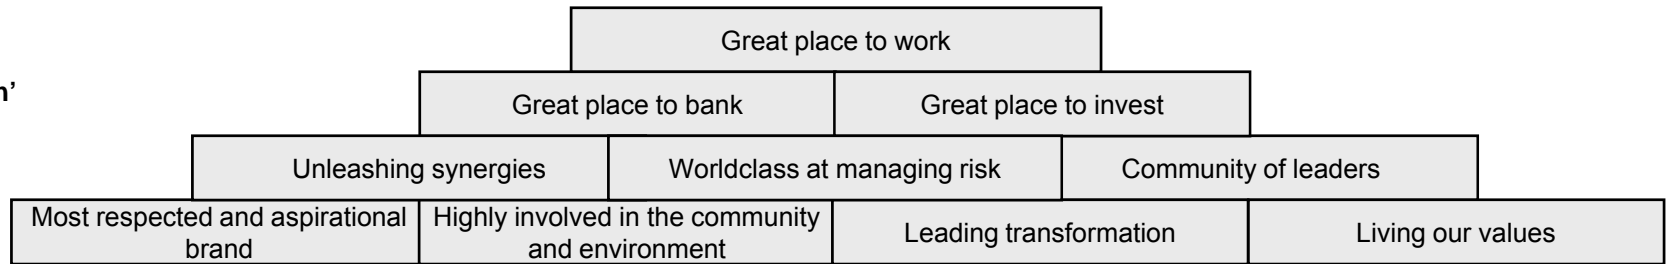 Great place to work
n’
Great place to bank
Great place to invest
Unleashing synergies
Worldclass at managing risk
Community of leaders
Most respected and aspirational
brand
Highly involved in the community
and environment
Leading transformation
Living our values